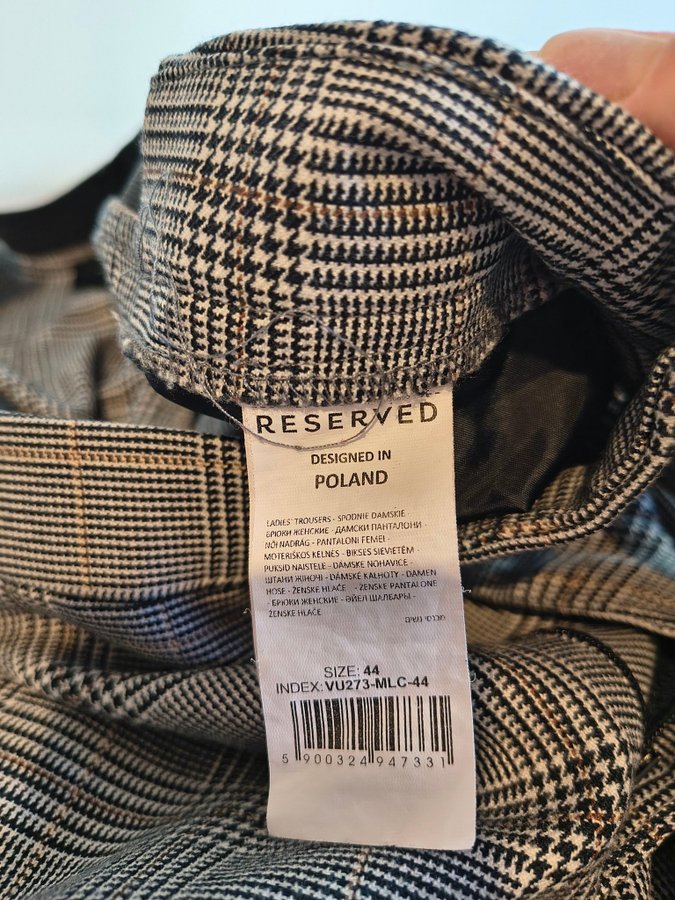 RESERVED
DESIGNED IN
POLAND
LADIES' TROUSERS - SPODNIE DAMSKIE -
БРЮКИ ЖЕНСКИЕ - ДАМСКИ ПАНТАЛОНИ -
NŐI NADRÁG - PANTALONI FEMEI -
MOTERIŠKOS KELNĖS - BIKSES SIEVIETĒM -
PÜKSID NAISTELE - DÁMSKE NOHAVICE -
ШТАНИ ЖІНОЧІ - DÁMSKÉ KALHOTY - DAMEN
HOSE - ŽENSKE HLAČE - ŽENSKE PANTALONE
- БРЮКИ ЖЕНСКИЕ - ӘЙЕЛ ШАЛБАРЫ -
ŽENSKE HLAČE
מכנסי נשים
SIZE: 44
INDEX: VU273-MLC-44
5 900324 947331